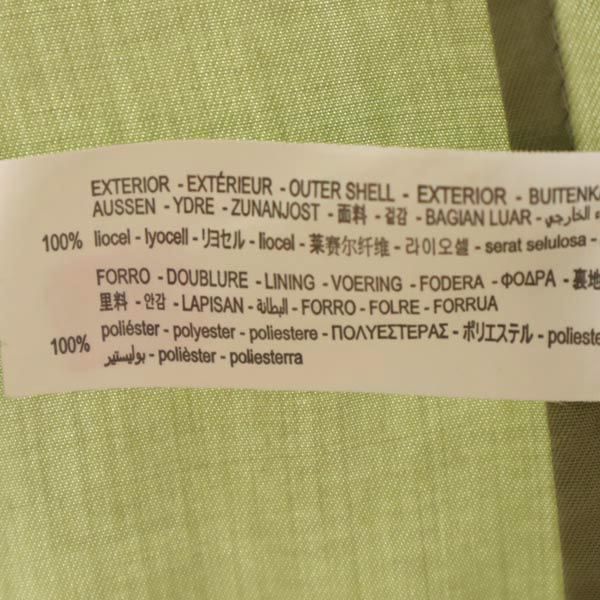 EXTERIOR - EXTÉRIEUR - OUTER SHELL - EXTERIOR - BUITENKA
AUSSEN - YDRE - ZUNANJOST - 面料 - 겉감 - BAGIAN LUAR - الخارجي
100% liocel - lyocell - リヨセル - liocel - 莱赛尔纤维 - 라이오셀 - serat selulosa -
FORRO - DOUBLURE - LINING - VOERING - FODERA - ΦΟΔΡΑ - 裏地
里料 - 안감 - LAPISAN - البطانة - FORRO - FOLRE - FORRUA
100% poliéster - polyester - poliestere - ΠΟΛΥΕΣΤΕΡΑΣ - ポリエステル - polieste
بوليستير - polièster - poliesterra